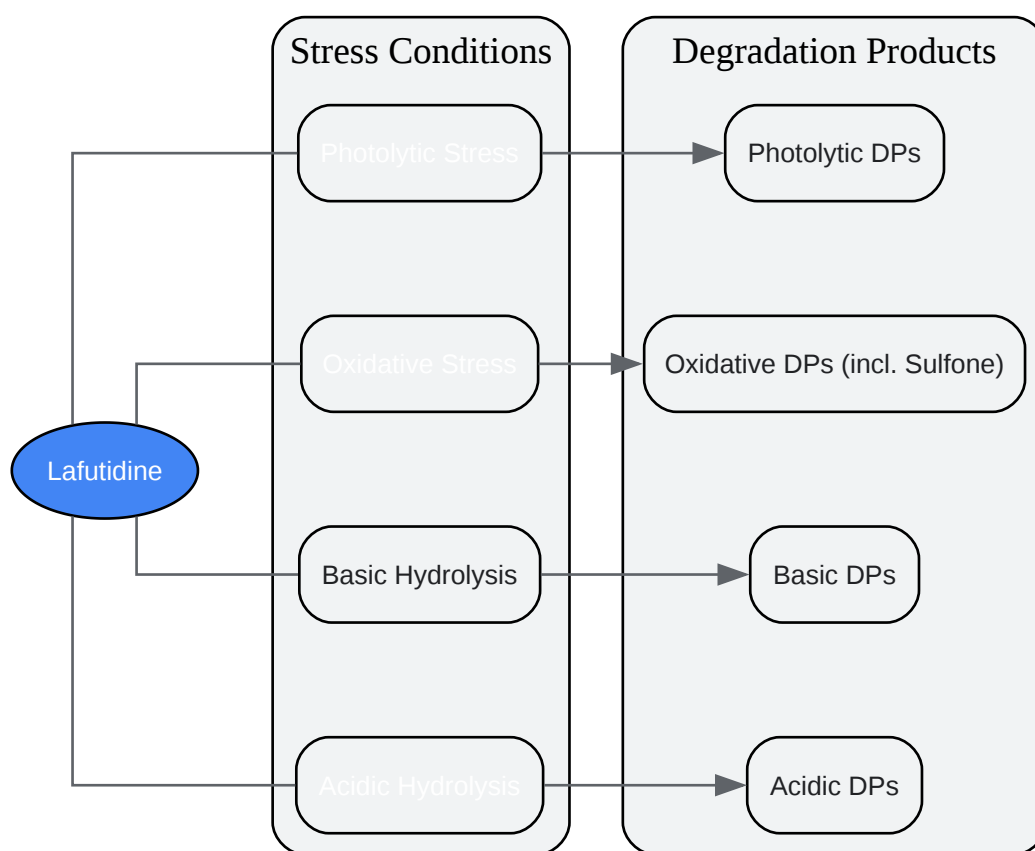 Stress Conditions
Degradation Products
Photolytic Stress
Photolytic DPs
Oxidative Stress
Oxidative DPs (incl. Sulfone)
Lafutidine
Basic Hydrolysis
Basic DPs
Acidic Hydrolysis
Acidic DPs